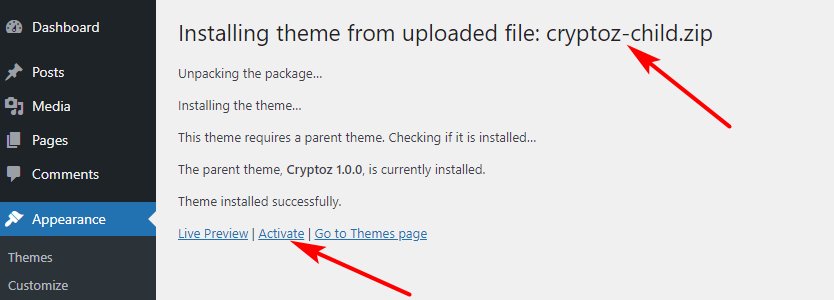 Dashboard
Posts
Media
Pages
Comments
Appearance
Themes
Customize
Installing theme from uploaded file: cryptoz-child.zip
Unpacking the package…
Installing the theme…
This theme requires a parent theme. Checking if it is installed…
The parent theme, Cryptoz 1.0.0, is currently installed.
Theme installed successfully.
Live Preview | Activate | Go to Themes page